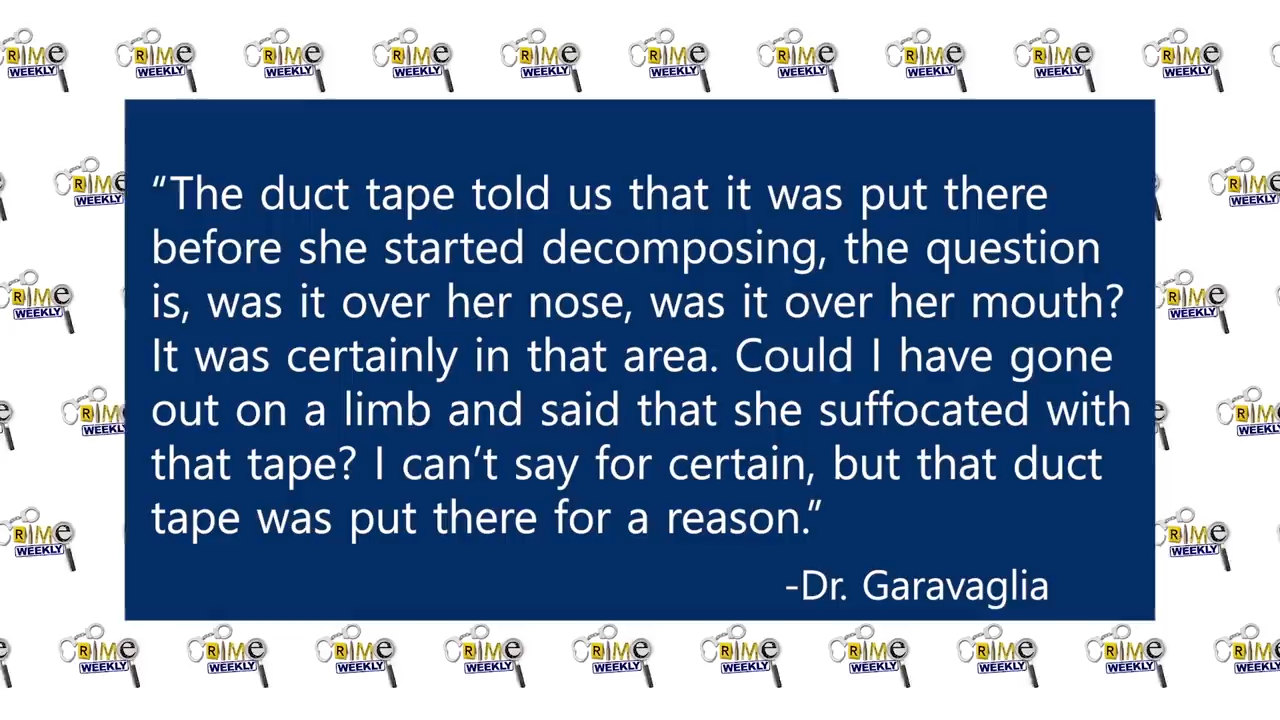 “The duct tape told us that it was put there
before she started decomposing, the question
is, was it over her nose, was it over her mouth?
It was certainly in that area. Could I have gone
out on a limb and said that she suffocated with
that tape? I can’t say for certain, but that duct
tape was put there for a reason.”
-Dr. Garavaglia
CRIMe
WEEKLY